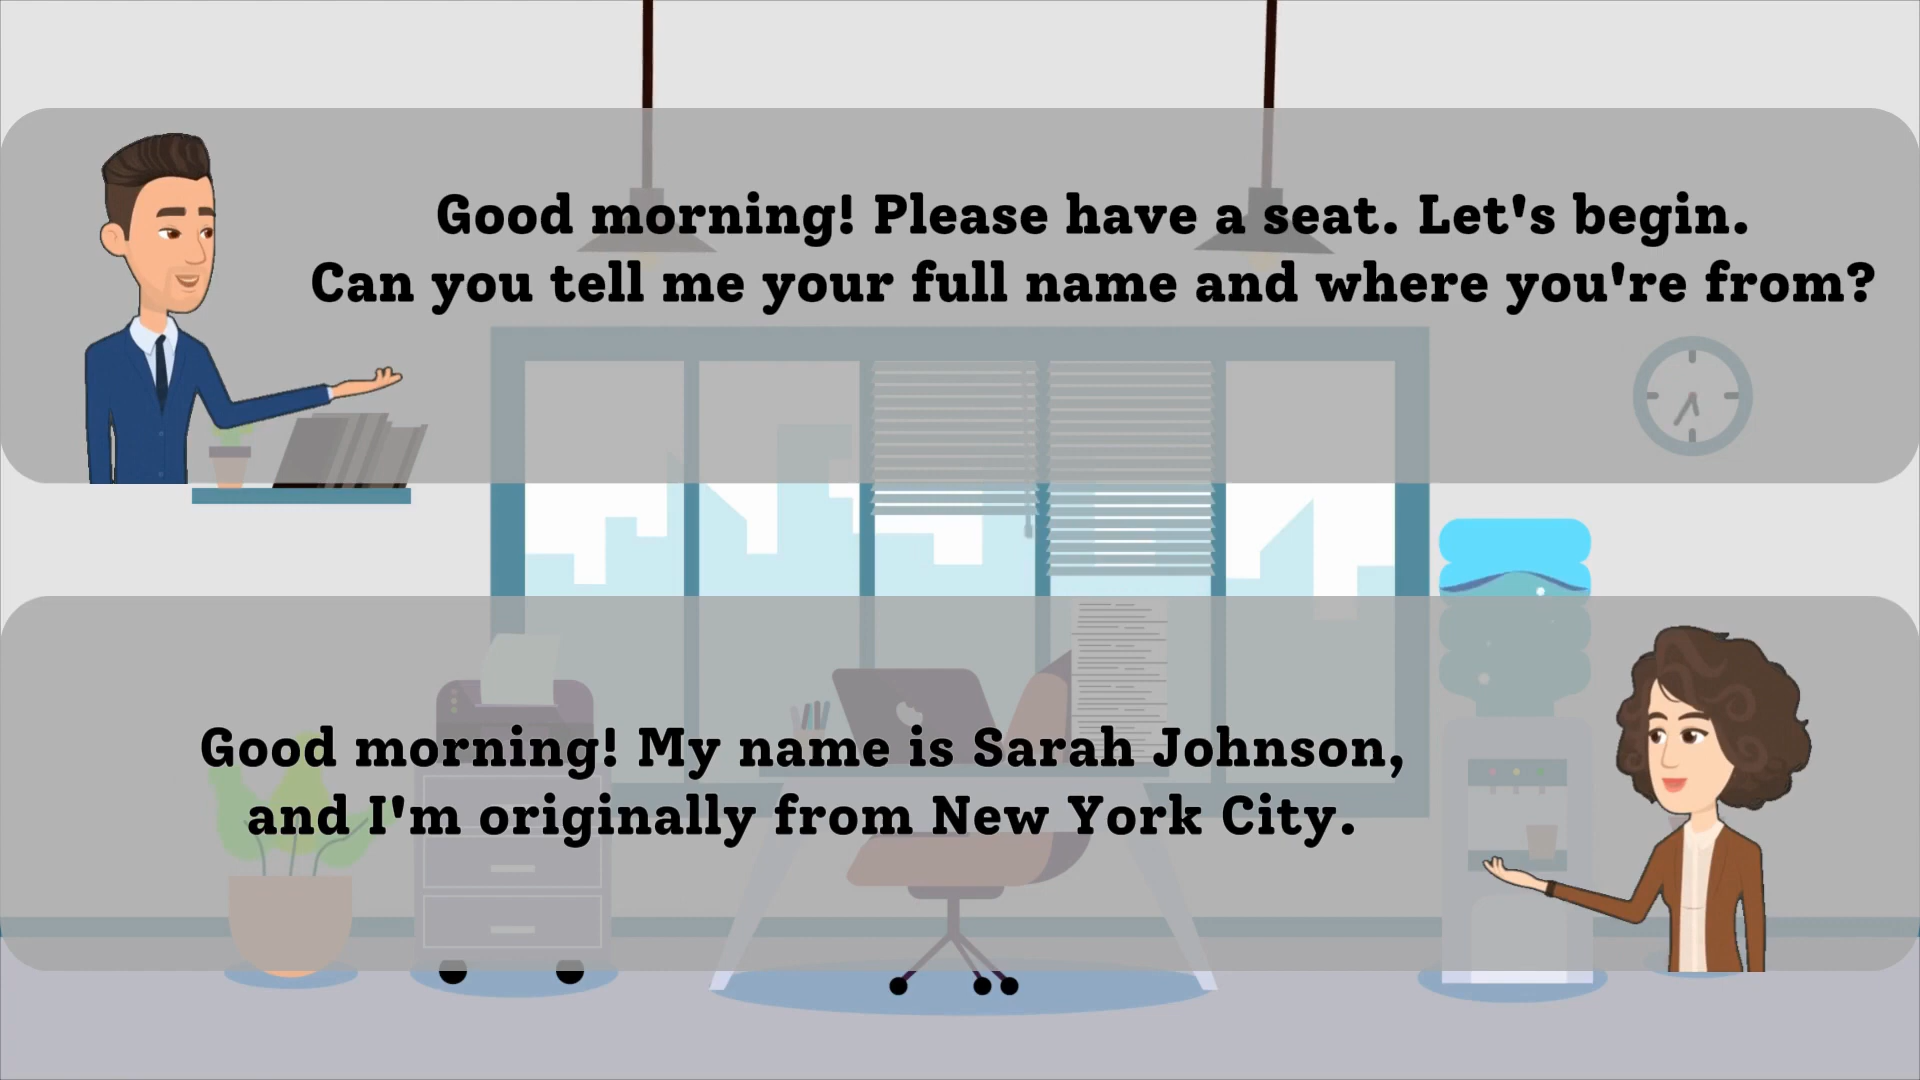 Good morning! Please have a seat. Let's begin.
Can you tell me your full name and where you're from?
Good morning! My name is Sarah Johnson,
and I'm originally from New York City.